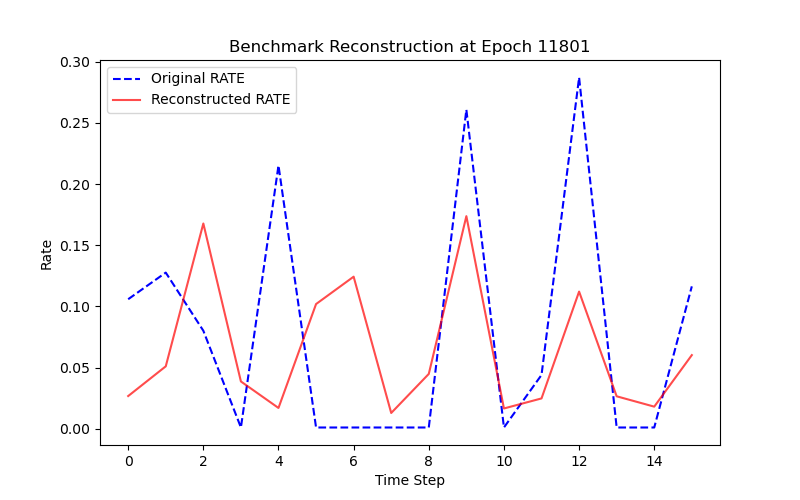 Benchmark Reconstruction at Epoch 11801
Original RATE
Reconstructed RATE
0.30
0.25
0.20
0.15
0.10
0.05
0.00
Rate
0 2 4 6 8 10 12 14
Time Step